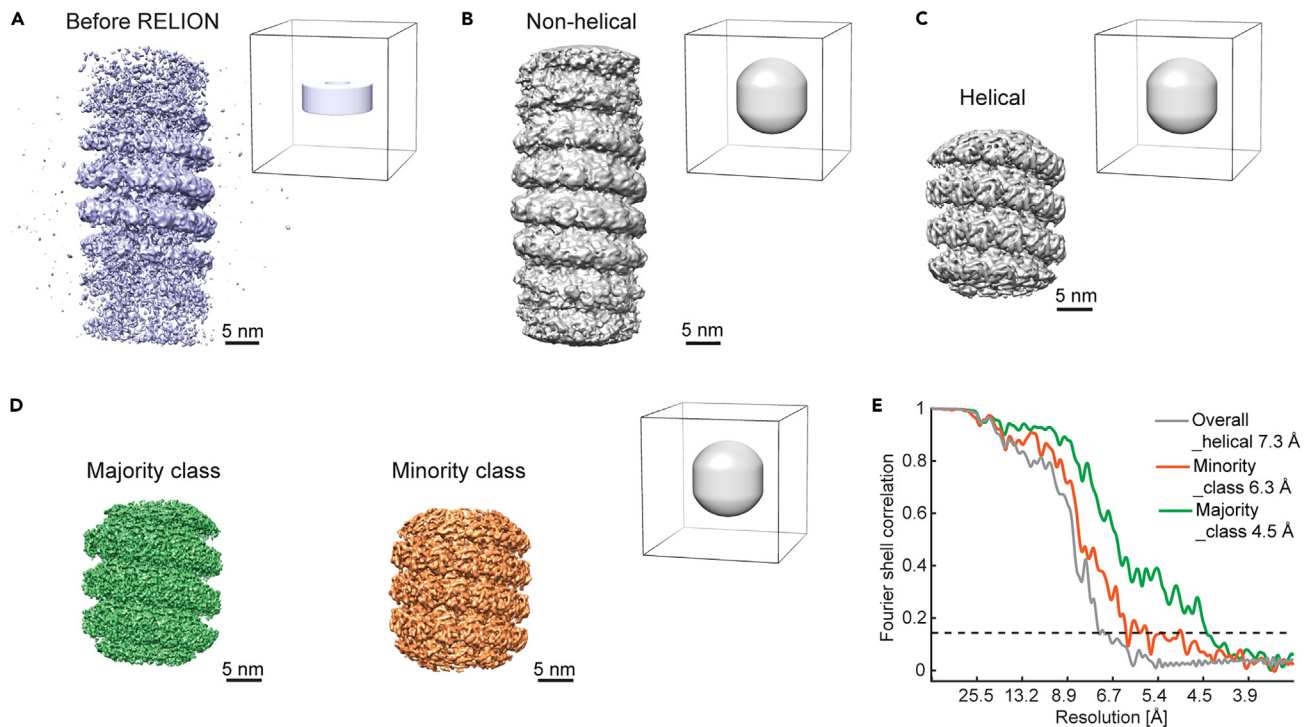 A
Before RELION
5 nm
B
Non-helical
5 nm
C
Helical
5 nm
D
Majority class
5 nm
Minority class
5 nm
E
Fourier shell correlation
1
0.8
0.6
0.4
0.2
0
25.5 13.2 8.9 6.7 5.4 4.5 3.9
Resolution [Å]
Overall
_helical 7.3 Å
Minority
_class 6.3 Å
Majority
_class 4.5 Å